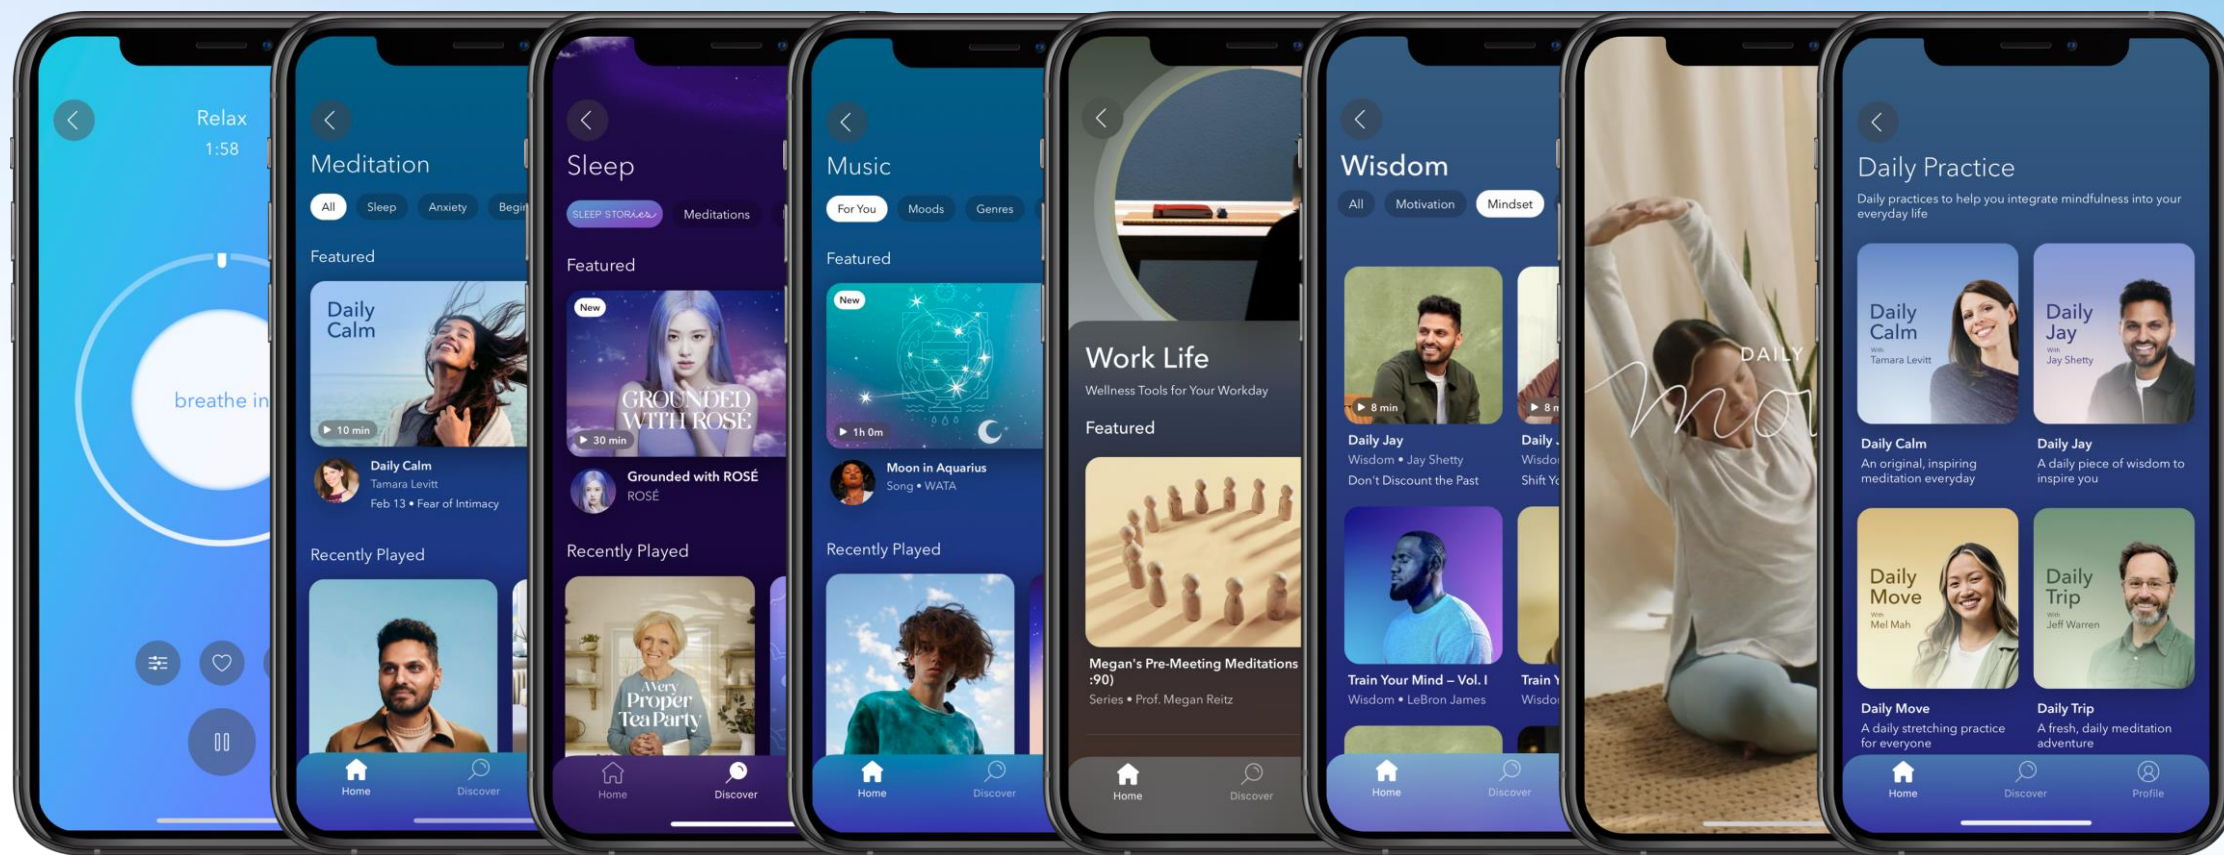 Relax
1:58
breathe in
Meditation
All
Sleep
Anxiety
Featured
Daily
Calm
10 min
Daily Calm
Tamara Levitt
Feb 13 • Fear of Intimacy
Recently Played
Home
Discover
Sleep
SLEEP STORIES
Meditations
Featured
New
GROUNDED
WITH ROSÉ
30 min
Grounded with ROSÉ
ROSÉ
Recently Played
A Very
Proper
Tea Party
Home
Discover
Music
For You
Moods
Genres
Featured
New
1h 0m
Moon in Aquarius
Song • WATA
Recently Played
Home
Discover
Work Life
Wellness Tools for Your Workday
Featured
Megan's Pre-Meeting Meditations
:90)
Series • Prof. Megan Reitz
Home
Discover
Wisdom
All
Motivation
Mindset
8 min
8
Daily Jay
Wisdom • Jay Shetty
Don't Discount the Past
Daily
Shift
Train Your Mind – Vol. I
Wisdom • LeBron James
Train
Home
Discover
DAILY
Daily Practice
Daily practices to help you integrate mindfulness into your
everyday life
Daily
Calm
With
Tamara Levitt
Daily Calm
An original, inspiring
meditation everyday
Daily
Jay
With
Jay Shetty
Daily Jay
A daily piece of wisdom to
inspire you
Daily
Move
With
Mel Mah
Daily Move
A daily stretching practice
for everyone
Daily
Trip
With
Jeff Warren
Daily Trip
A fresh, daily meditation
adventure
Home
Discover
Profile